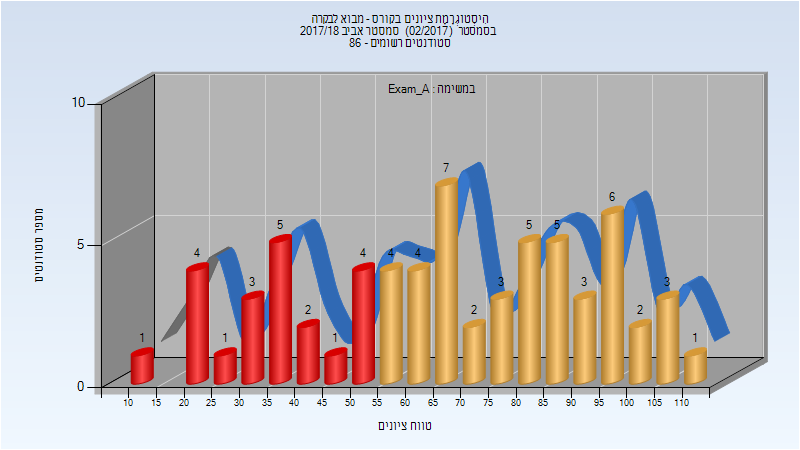 היסטוגרמת ציונים בקורס - מבוא לבקרה
בסמסטר (02/2017) סמסטר אביב 2017/18
סטודנטים רשומים - 86
במשימה : Exam_A
מספר סטודנטים
10
5
0
1 4 1 3 5 2 1 4 4 4 7 2 3 5 5 3 6 2 3 1
10 15 20 25 30 35 40 45 50 55 60 65 70 75 80 85 90 95 100 105 110
טווח ציונים